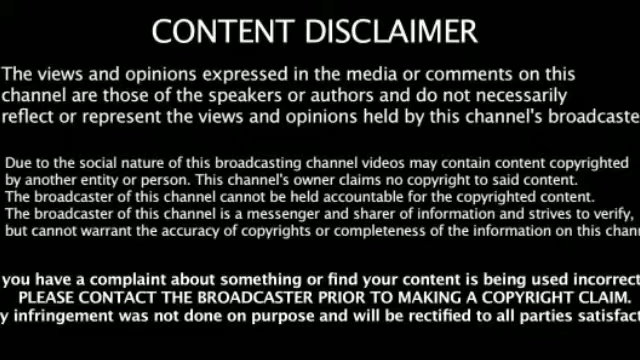 CONTENT DISCLAIMER
The views and opinions expressed in the media or comments on this
channel are those of the speakers or authors and do not necessarily
reflect or represent the views and opinions held by this channel's broadcaste
Due to the social nature of this broadcasting channel videos may contain content copyrighted
by another entity or person. This channel's owner claims no copyright to said content.
The broadcaster of this channel cannot be held accountable for the copyrighted content.
The broadcaster of this channel is a messenger and sharer of information and strives to verify,
but cannot warrant the accuracy of copyrights or completeness of the information on this chan
you have a complaint about something or find your content is being used incorrect
PLEASE CONTACT THE BROADCASTER PRIOR TO MAKING A COPYRIGHT CLAIM.
y infringement was not done on purpose and will be rectified to all parties satisfact